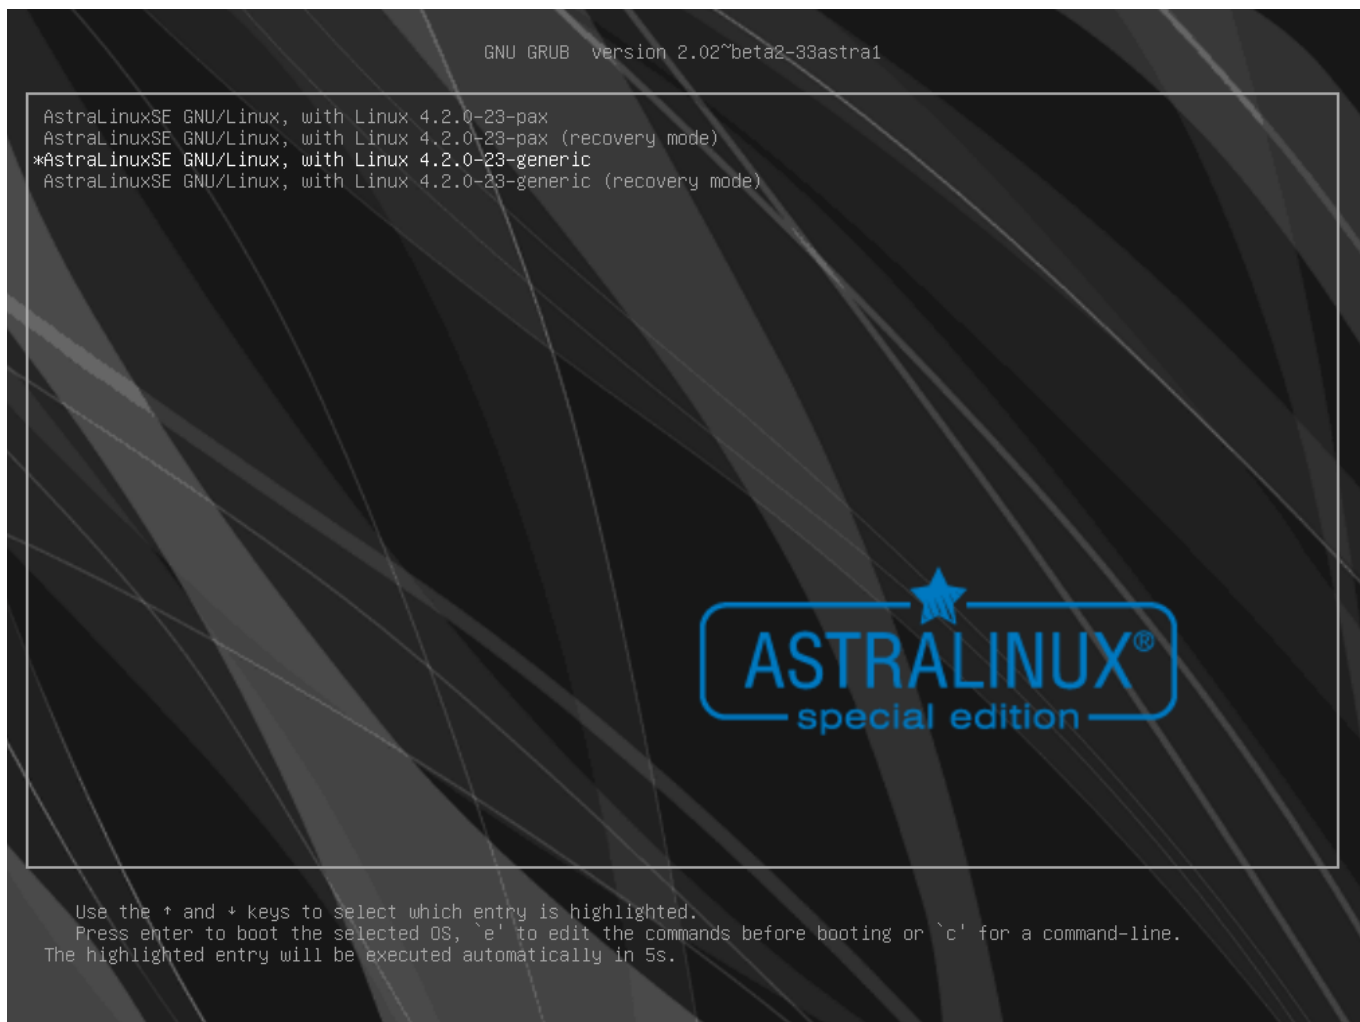 GNU GRUB  version 2.02~beta2-33astra1
AstraLinuxSE GNU/Linux, with Linux 4.2.0-23-pax
AstraLinuxSE GNU/Linux, with Linux 4.2.0-23-pax (recovery mode)
*AstraLinuxSE GNU/Linux, with Linux 4.2.0-23-generic
AstraLinuxSE GNU/Linux, with Linux 4.2.0-23-generic (recovery mode)
ASTRALINUX®
special edition
Use the ↑ and ↓ keys to select which entry is highlighted.
Press enter to boot the selected OS, `e' to edit the commands before booting or `c' for a command-line.
The highlighted entry will be executed automatically in 5s.